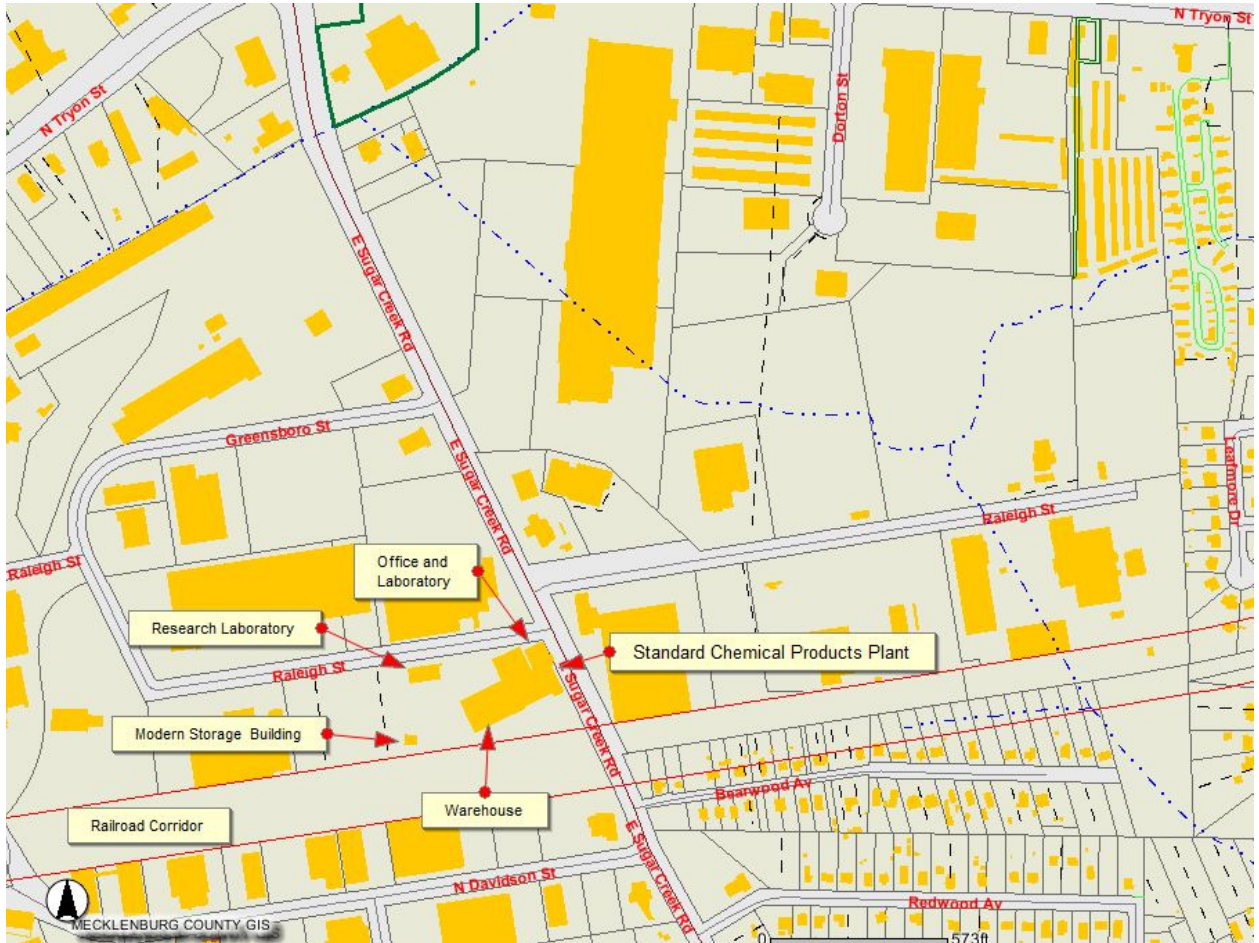 N Tryon St
N Tryon St
Dorton St
E Sugar Creek Rd
Greensboro St
E Sugar Creek Rd
Leafmore Dr
Raleigh St
Raleigh St
Office and
Laboratory
Research Laboratory
Standard Chemical Products Plant
Raleigh St
Sugar Creek Rd
Modern Storage Building
Warehouse
Bearwood Av
Railroad Corridor
E Sugar Creek Rd
N Davidson St
Redwood Av
MECKLENBURG COUNTY GIS
0 573ft